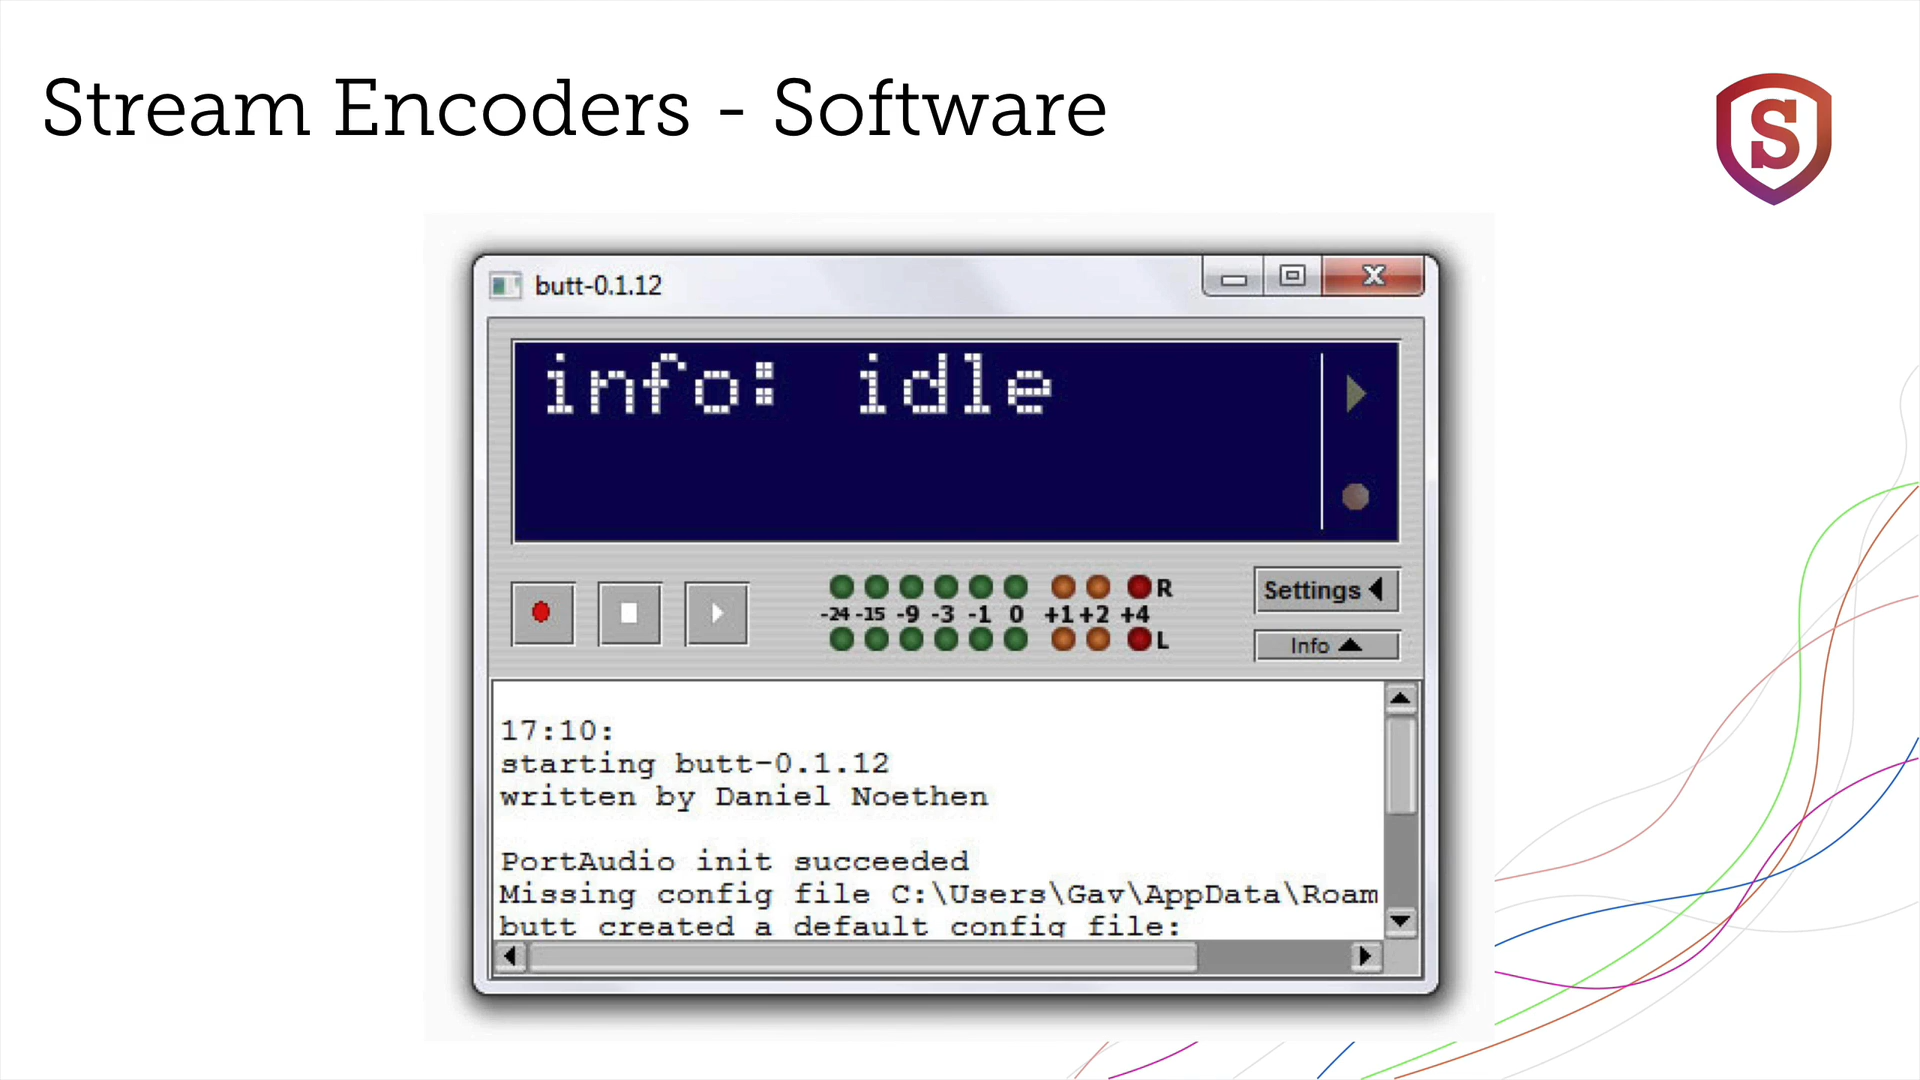 Stream Encoders - Software
S
butt-0.1.12
info: idle
R
-24 -15 -9 -3 -1 0 +1 +2 +4
L
Settings
Info
17:10:
starting butt-0.1.12
written by Daniel Noethen
PortAudio init succeeded
Missing config file C:\Users\Gav\AppData\Roam
butt created a default config file: